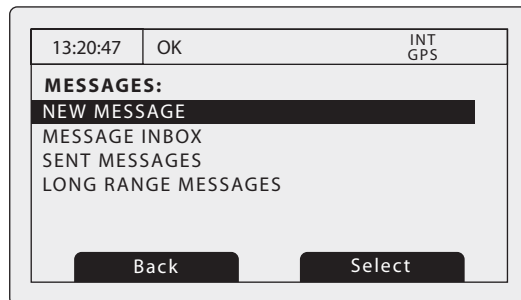 13:20:47 OK INT
GPS
MESSAGES:
NEW MESSAGE
MESSAGE INBOX
SENT MESSAGES
LONG RANGE MESSAGES
Back Select